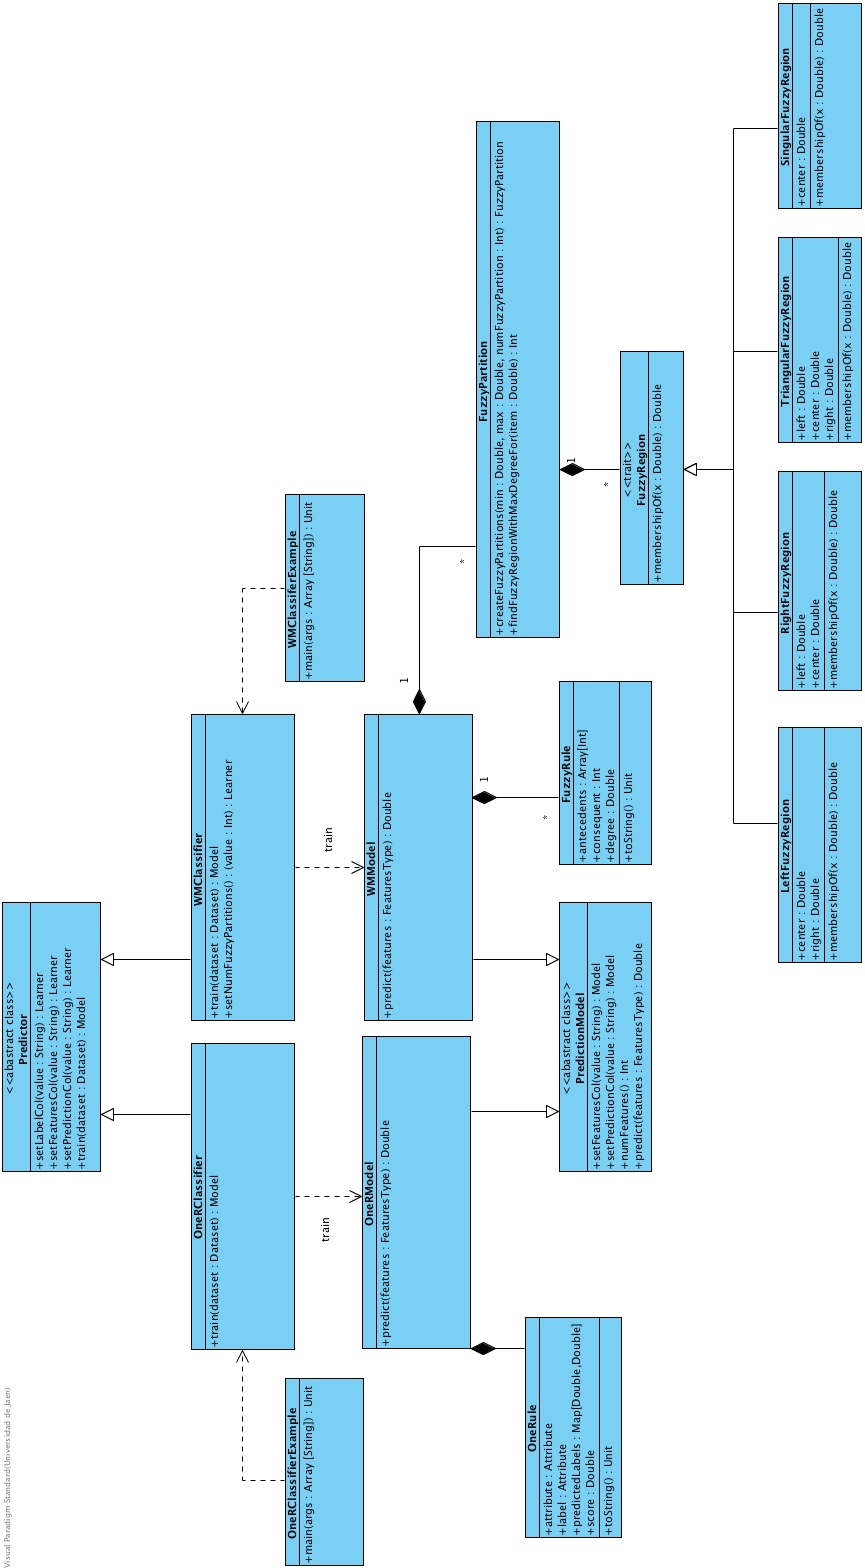 Visual Paradigm Standard(Universidad de Jaen)
<<abastract class>>
Predictor
+setLabelCol(value : String) : Learner
+setFeaturesCol(value : String) : Learner
+setPredictionCol(value : String) : Learner
+train(dataset : Dataset) : Model
OneRClassifierExample
+main(args : Array [String]) : Unit
OneRClassifier
+train(dataset : Dataset) : Model
WMClassifier
+train(dataset : Dataset) : Model
+setNumFuzzyPartitions() : (value : Int) : Learner
WMClassiferExample
+main(args : Array [String]) : Unit
train
train
OneRModel
+predict(features : FeaturesType) : Double
WMModel
+predict(features : FeaturesType) : Double
1
*
1
*
OneRule
+attribute : Attribute
+label : Attribute
+predictedLabels : Map[Double,Double]
+score : Double
+toString() : Unit
<<abastract class>>
PredictionModel
+setFeaturesCol(value : String) : Model
+setPredictionCol(value : String) : Model
+numFeatures() : Int
+predict(features : FeaturesType) : Double
FuzzyRule
+antecedents : Array[Int]
+consequent : Int
+degree : Double
+toString() : Unit
FuzzyPartition
+createFuzzyPartitions(min : Double, max : Double, numFuzzyPartition : Int) : FuzzyPartition
+findFuzzyRegionWithMaxDegreeFor(item : Double) : Int
1
*
<<trait>>
FuzzyRegion
+membershipOf(x : Double) : Double
LeftFuzzyRegion
+center : Double
+right : Double
+membershipOf(x : Double) : Double
RightFuzzyRegion
+left : Double
+center : Double
+membershipOf(x : Double) : Double
TriangularFuzzyRegion
+left : Double
+center : Double
+right : Double
+membershipOf(x : Double) : Double
SingularFuzzyRegion
+center : Double
+membershipOf(x : Double) : Double